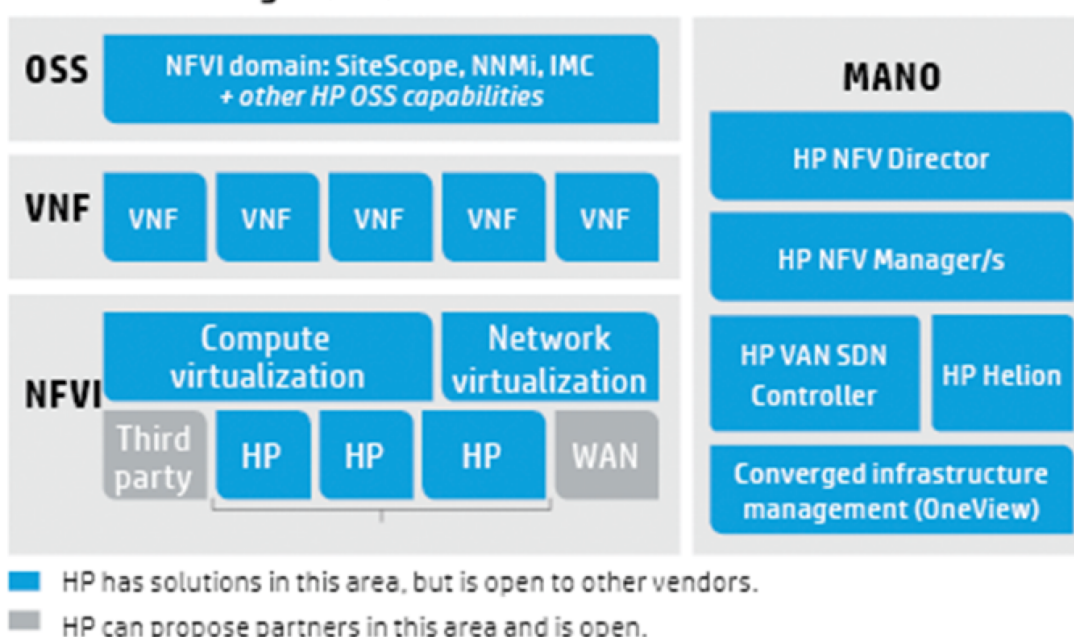 OSS
NFVI domain: SiteScope, NNMi, IMC
+ other HP OSS capabilities
VNF
VNF VNF VNF VNF VNF
NFVI
Compute
virtualization
Network
virtualization
Third
party
HP HP HP WAN
MANO
HP NFV Director
HP NFV Manager/s
HP VAN SDN
Controller
HP Helion
Converged infrastructure
management (OneView)
HP has solutions in this area, but is open to other vendors.
HP can propose partners in this area and is open.